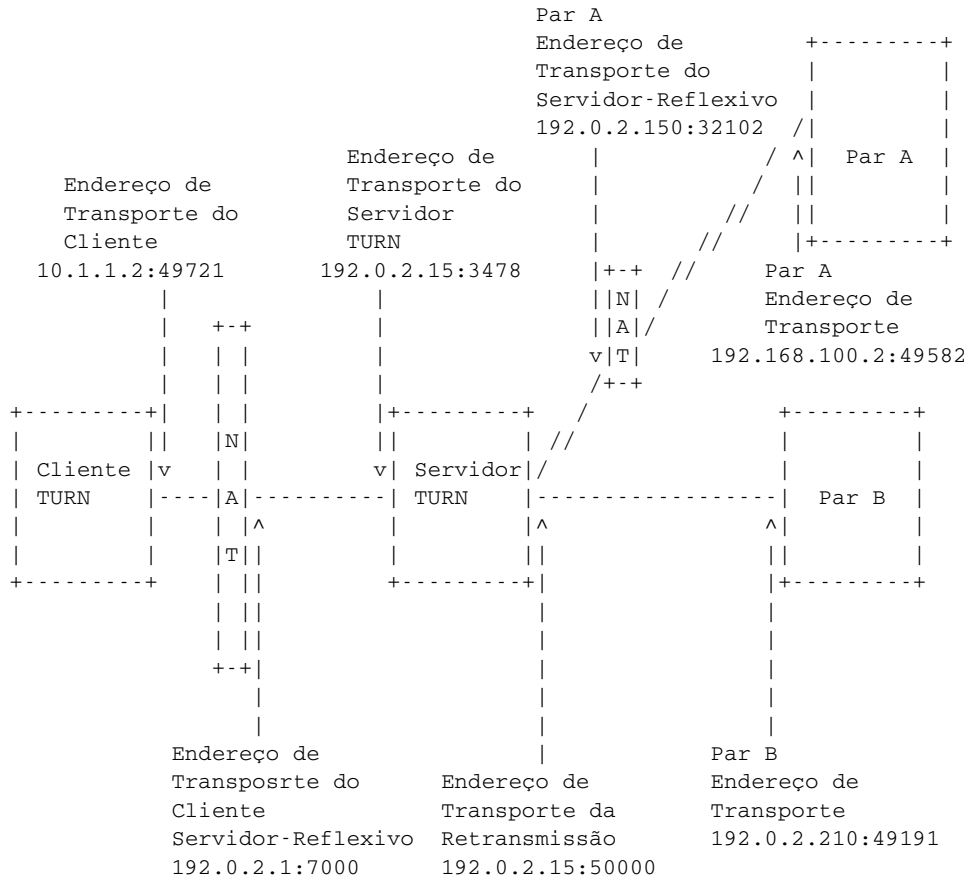 Par A
Endereço de
Transporte do
Servidor-Reflexivo
192.0.2.150:32102
Par A
Endereço de
Transporte do
Cliente
10.1.1.2:49721
Endereço de
Transporte do
Servidor
TURN
192.0.2.15:3478
Par A
Endereço de
Transporte
192.168.100.2:49582
NAT
Cliente
TURN
NAT
Servidor
TURN
Par B
Endereço de
Transposrte do
Cliente
Servidor-Reflexivo
192.0.2.1:7000
Endereço de
Transporte da
Retransmissão
192.0.2.15:50000
Par B
Endereço de
Transporte
192.0.2.210:49191